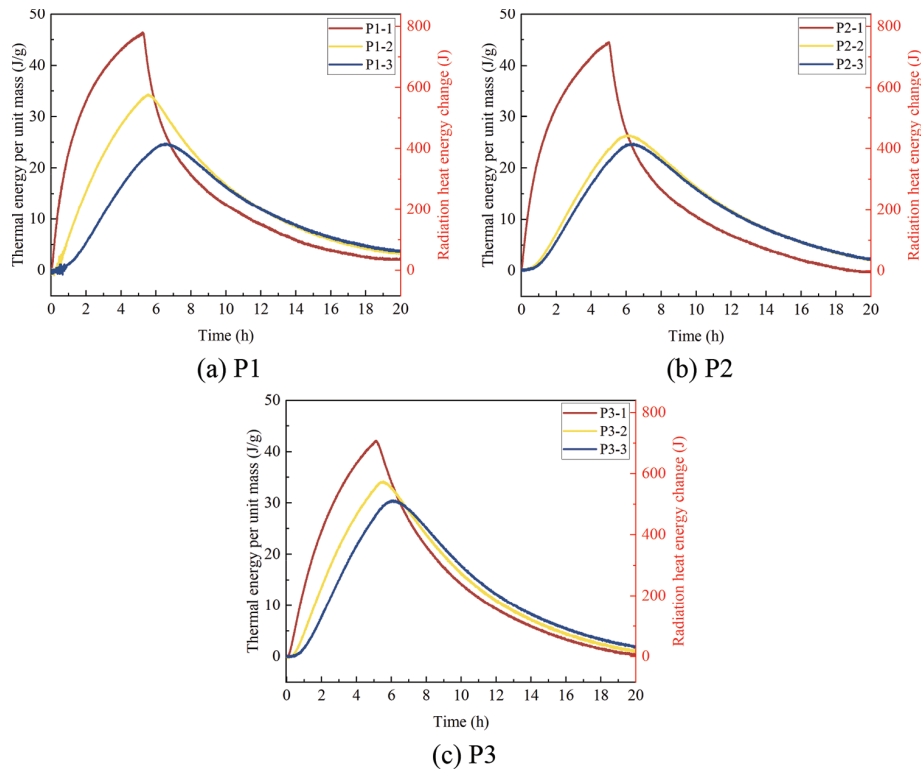 50
40
30
20
10
0
Thermal energy per unit mass (J/g)
800
600
400
200
0
Radiation heat energy change (J)
P1-1
P1-2
P1-3
0 2 4 6 8 10 12 14 16 18 20
Time (h)
(a) P1
50
40
30
20
10
0
Thermal energy per unit mass (J/g)
800
600
400
200
0
Radiation heat energy change (J)
P2-1
P2-2
P2-3
0 2 4 6 8 10 12 14 16 18 20
Time (h)
(b) P2
50
40
30
20
10
0
Thermal energy per unit mass (J/g)
800
600
400
200
0
Radiation heat energy change (J)
P3-1
P3-2
P3-3
0 2 4 6 8 10 12 14 16 18 20
Time (h)
(c) P3